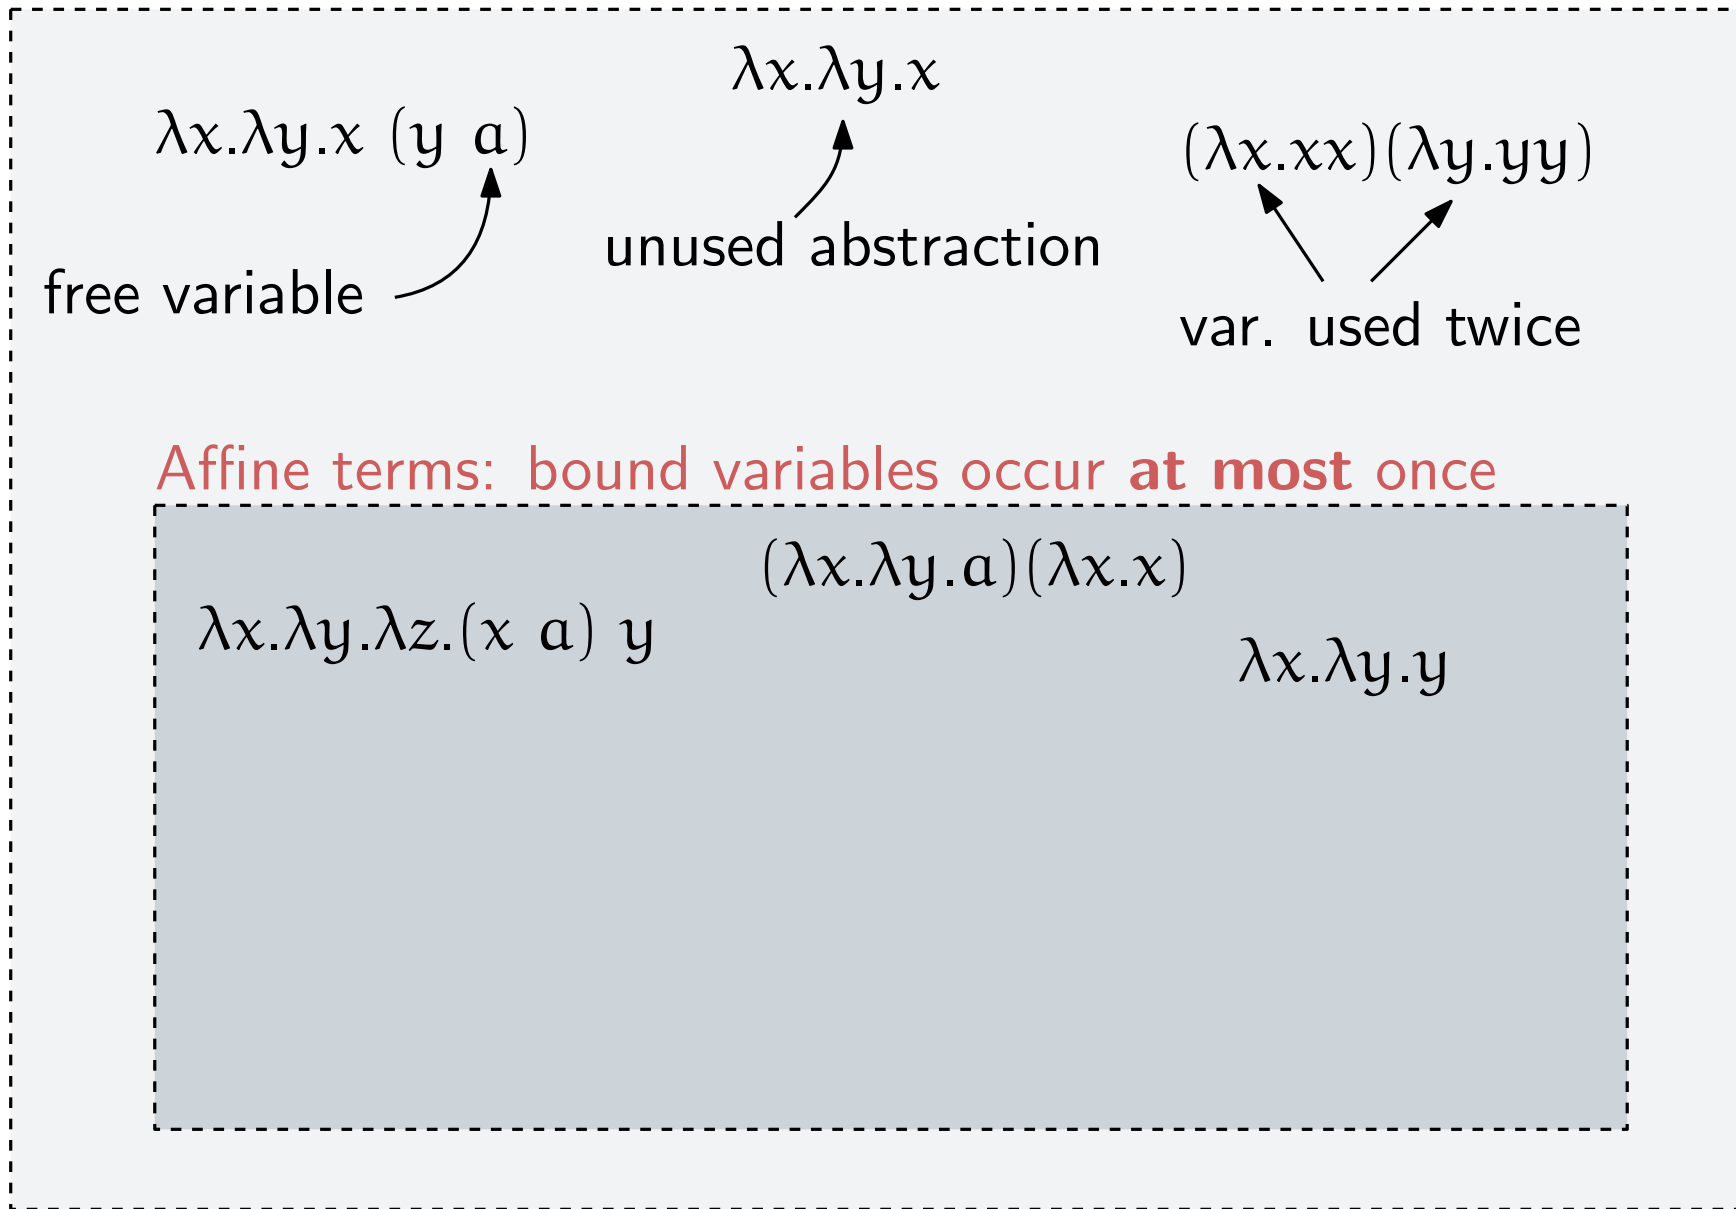 λx.λy.x
λx.λy.x (y a)
(λx.xx)(λy.yy)
unused abstraction
free variable
var. used twice
Affine terms: bound variables occur at most once
(λx.λy.a)(λx.x)
λx.λy.λz.(x a) y
λx.λy.y